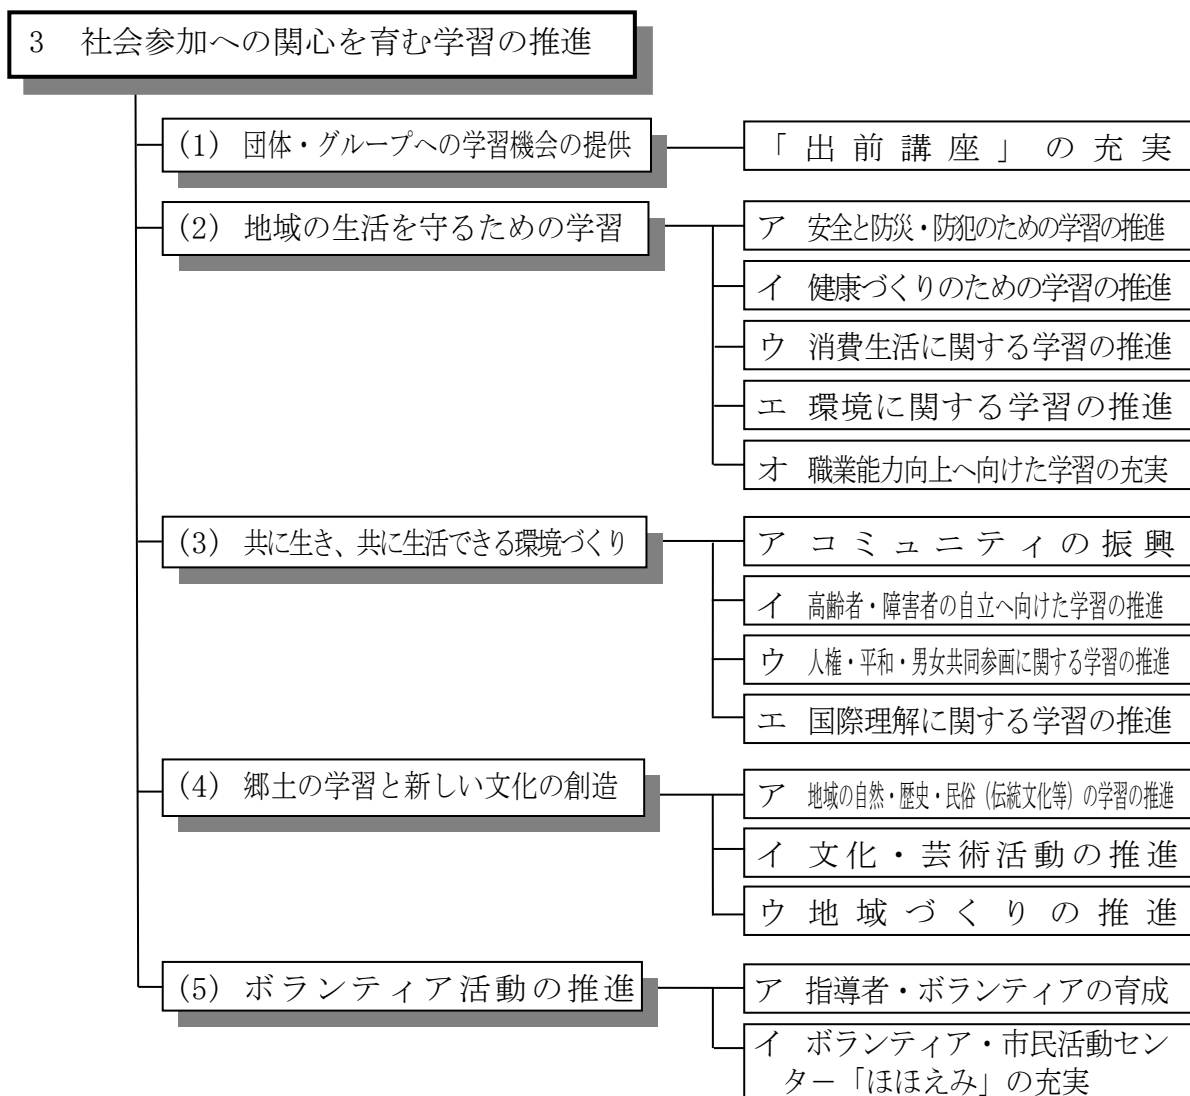 3　社会参加への関心を育む学習の推進
(1) 団体・グループへの学習機会の提供
「出前講座」の充実
(2) 地域の生活を守るための学習
ア　安全と防災・防犯のための学習の推進
イ　健康づくりのための学習の推進
ウ　消費生活に関する学習の推進
エ　環境に関する学習の推進
オ　職業能力向上へ向けた学習の充実
(3) 共に生き、共に生活できる環境づくり
ア　コミュニティの振興
イ　高齢者・障害者の自立へ向けた学習の推進
ウ　人権・平和・男女共同参画に関する学習の推進
エ　国際理解に関する学習の推進
(4) 郷土の学習と新しい文化の創造
ア　地域の自然・歴史・民俗（伝統文化等）の学習の推進
イ　文化・芸術活動の推進
ウ　地域づくりの推進
(5) ボランティア活動の推進
ア　指導者・ボランティアの育成
イ　ボランティア・市民活動セン
ター「ほほえみ」の充実